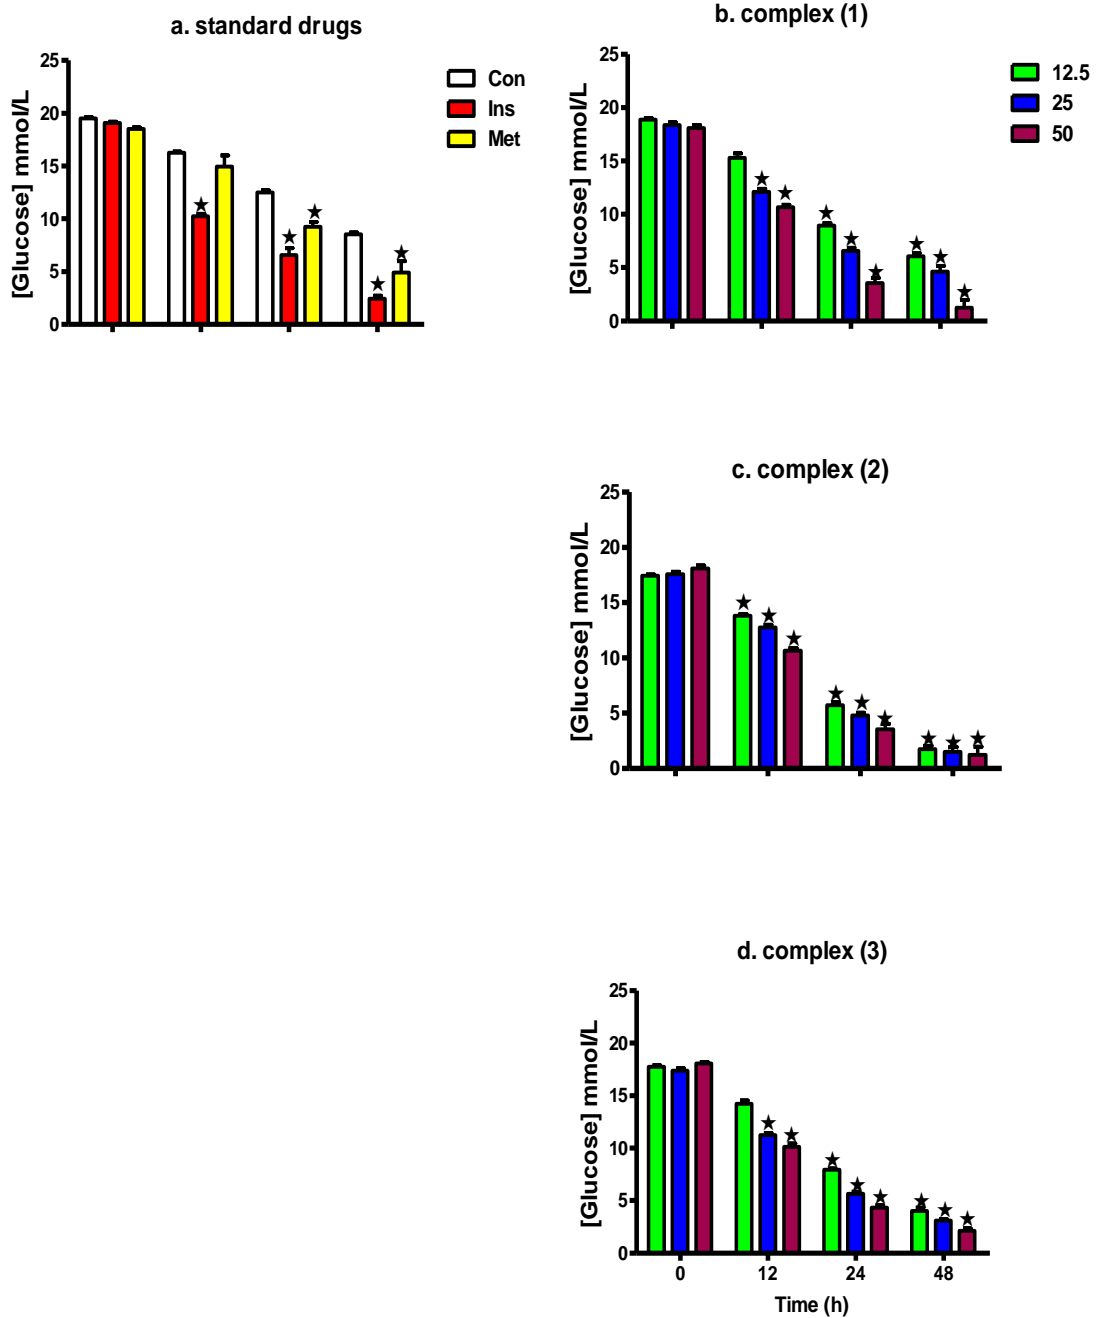 a. standard drugs
[Glucose] mmol/L
25
20
15
10
5
0
Con
Ins
Met
b. complex (1)
[Glucose] mmol/L
25
20
15
10
5
0
12.5
25
50
c. complex (2)
[Glucose] mmol/L
25
20
15
10
5
0
d. complex (3)
[Glucose] mmol/L
25
20
15
10
5
0
0 12 24 48
Time (h)